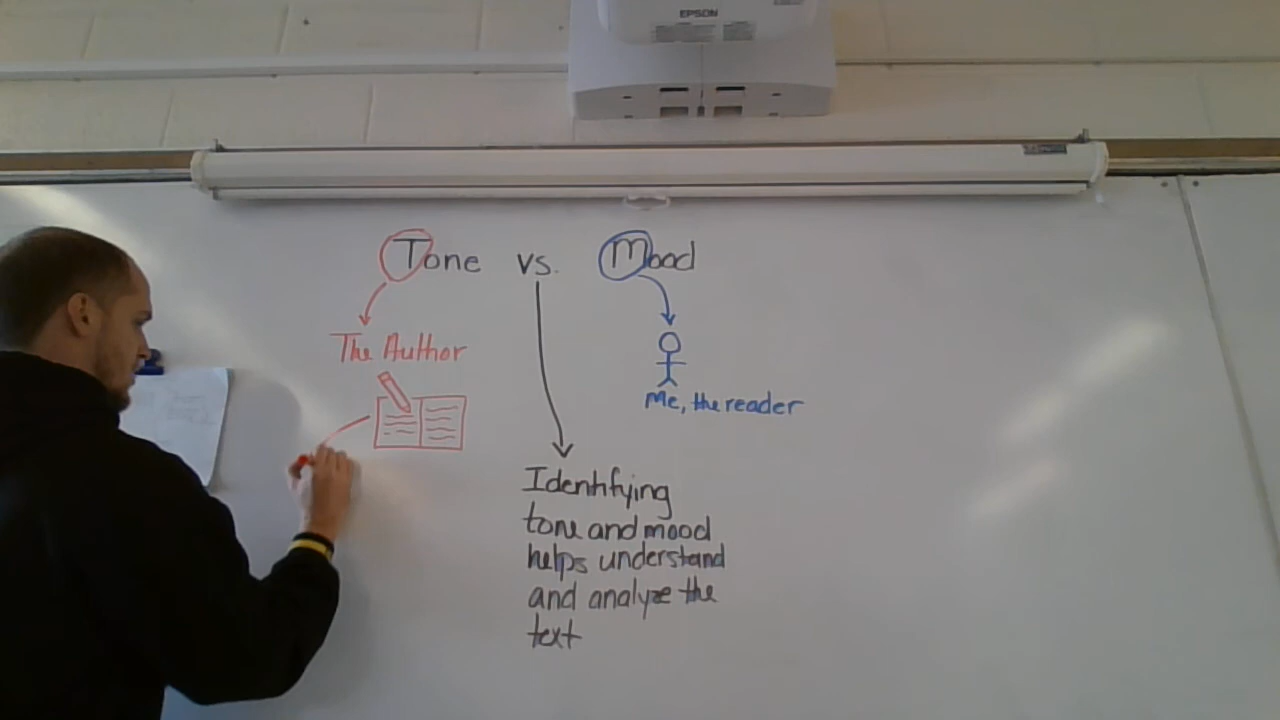 EPSON
Tone vs. Mood
The Author
Me, the reader
Identifying
tone and mood
helps understand
and analyze the
text